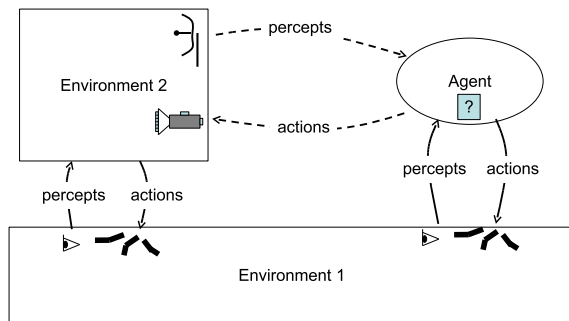 percepts
Environment 2
Agent
?
actions
percepts
actions
percepts
actions
Environment 1